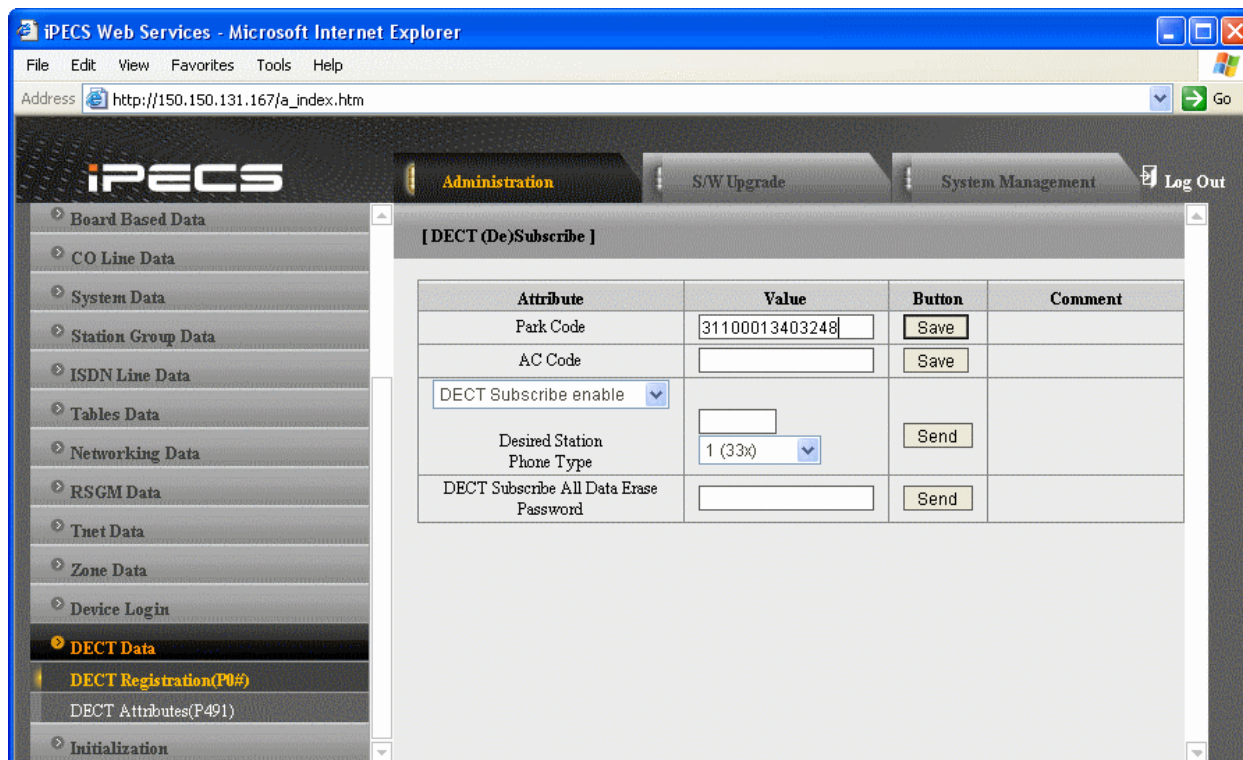 iPECS Web Services - Microsoft Internet Explorer
File Edit View Favorites Tools Help
Address http://150.150.131.167/a_index.htm Go
iPECS
Administration S/W Upgrade System Management Log Out
Board Based Data
CO Line Data
System Data
Station Group Data
ISDN Line Data
Tables Data
Networking Data
RSGM Data
Tnet Data
Zone Data
Device Login
DECT Data
DECT Registration(P0#)
DECT Attributes(P491)
Initialization
[ DECT (De)Subscribe ]
Attribute Value Button Comment
Park Code 31100013403248 Save
AC Code Save
DECT Subscribe enable
Desired Station
Phone Type 1 (33x) Send
DECT Subscribe All Data Erase
Password Send